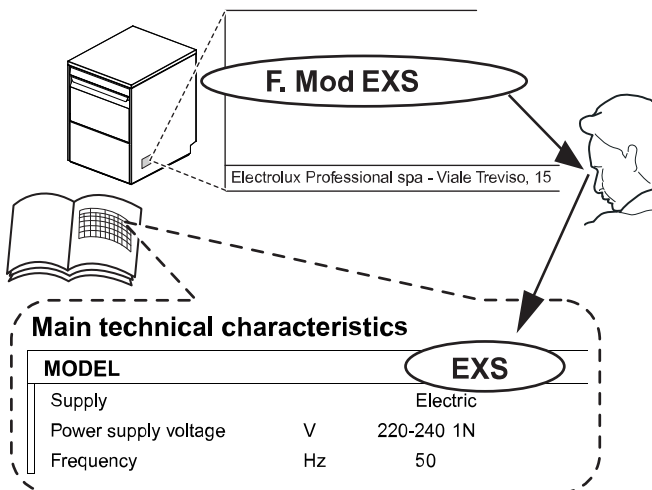 F. Mod EXS
Electrolux Professional spa - Viale Treviso, 15
Main technical characteristics
MODEL EXS
Supply Electric
Power supply voltage V 220-240 1N
Frequency Hz 50